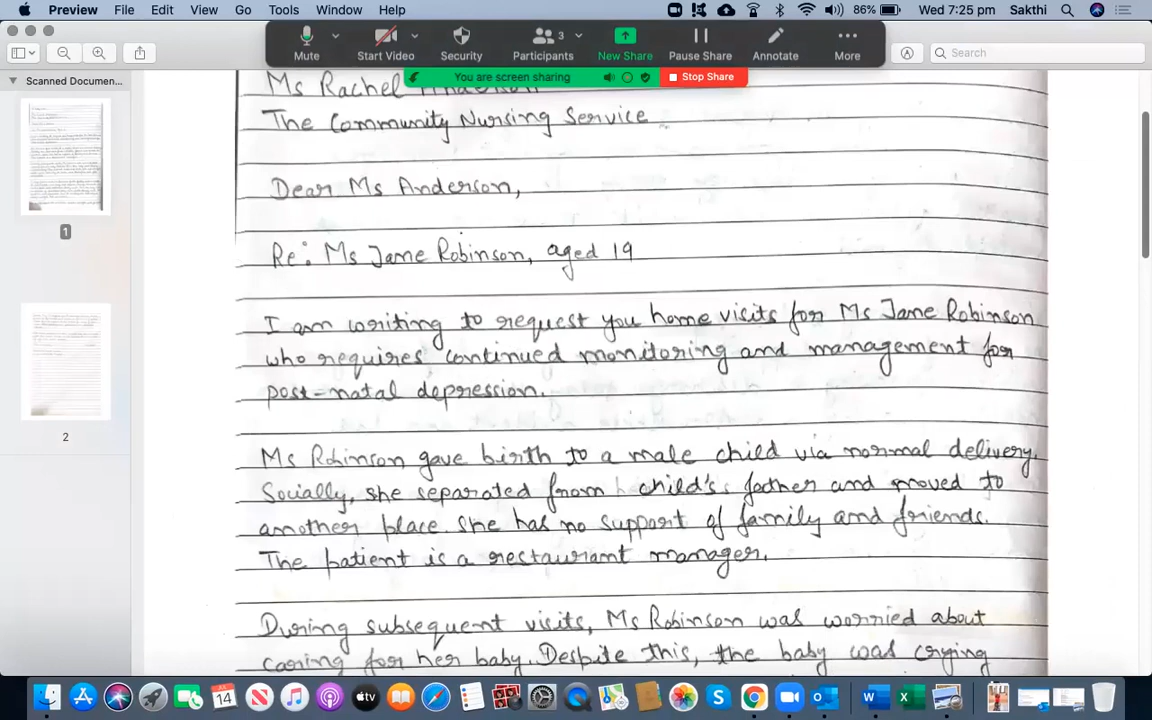 Preview File Edit View Go Tools Window Help 86% Wed 7:25 pm Sakthi
Mute Start Video Security Participants 3 New Share Pause Share Annotate More
Search
You are screen sharing Stop Share
Scanned Documen...
1
2
Ms Rachel
The Community Nursing Service
Dear Ms Anderson,
Re: Ms Jane Robinson, aged 19
I am writing to request you home visits for Ms Jane Robinson
who requires continued monitoring and management for
post-natal depression.
Ms Robinson gave birth to a male child via normal delivery.
Socially, she separated from child's father and moved to
another place. She has no support of family and friends.
The patient is a restaurant manager.
During subsequent visits, Ms Robinson was worried about
caring for her baby. Despite this, the baby was crying
JUL
14
tv